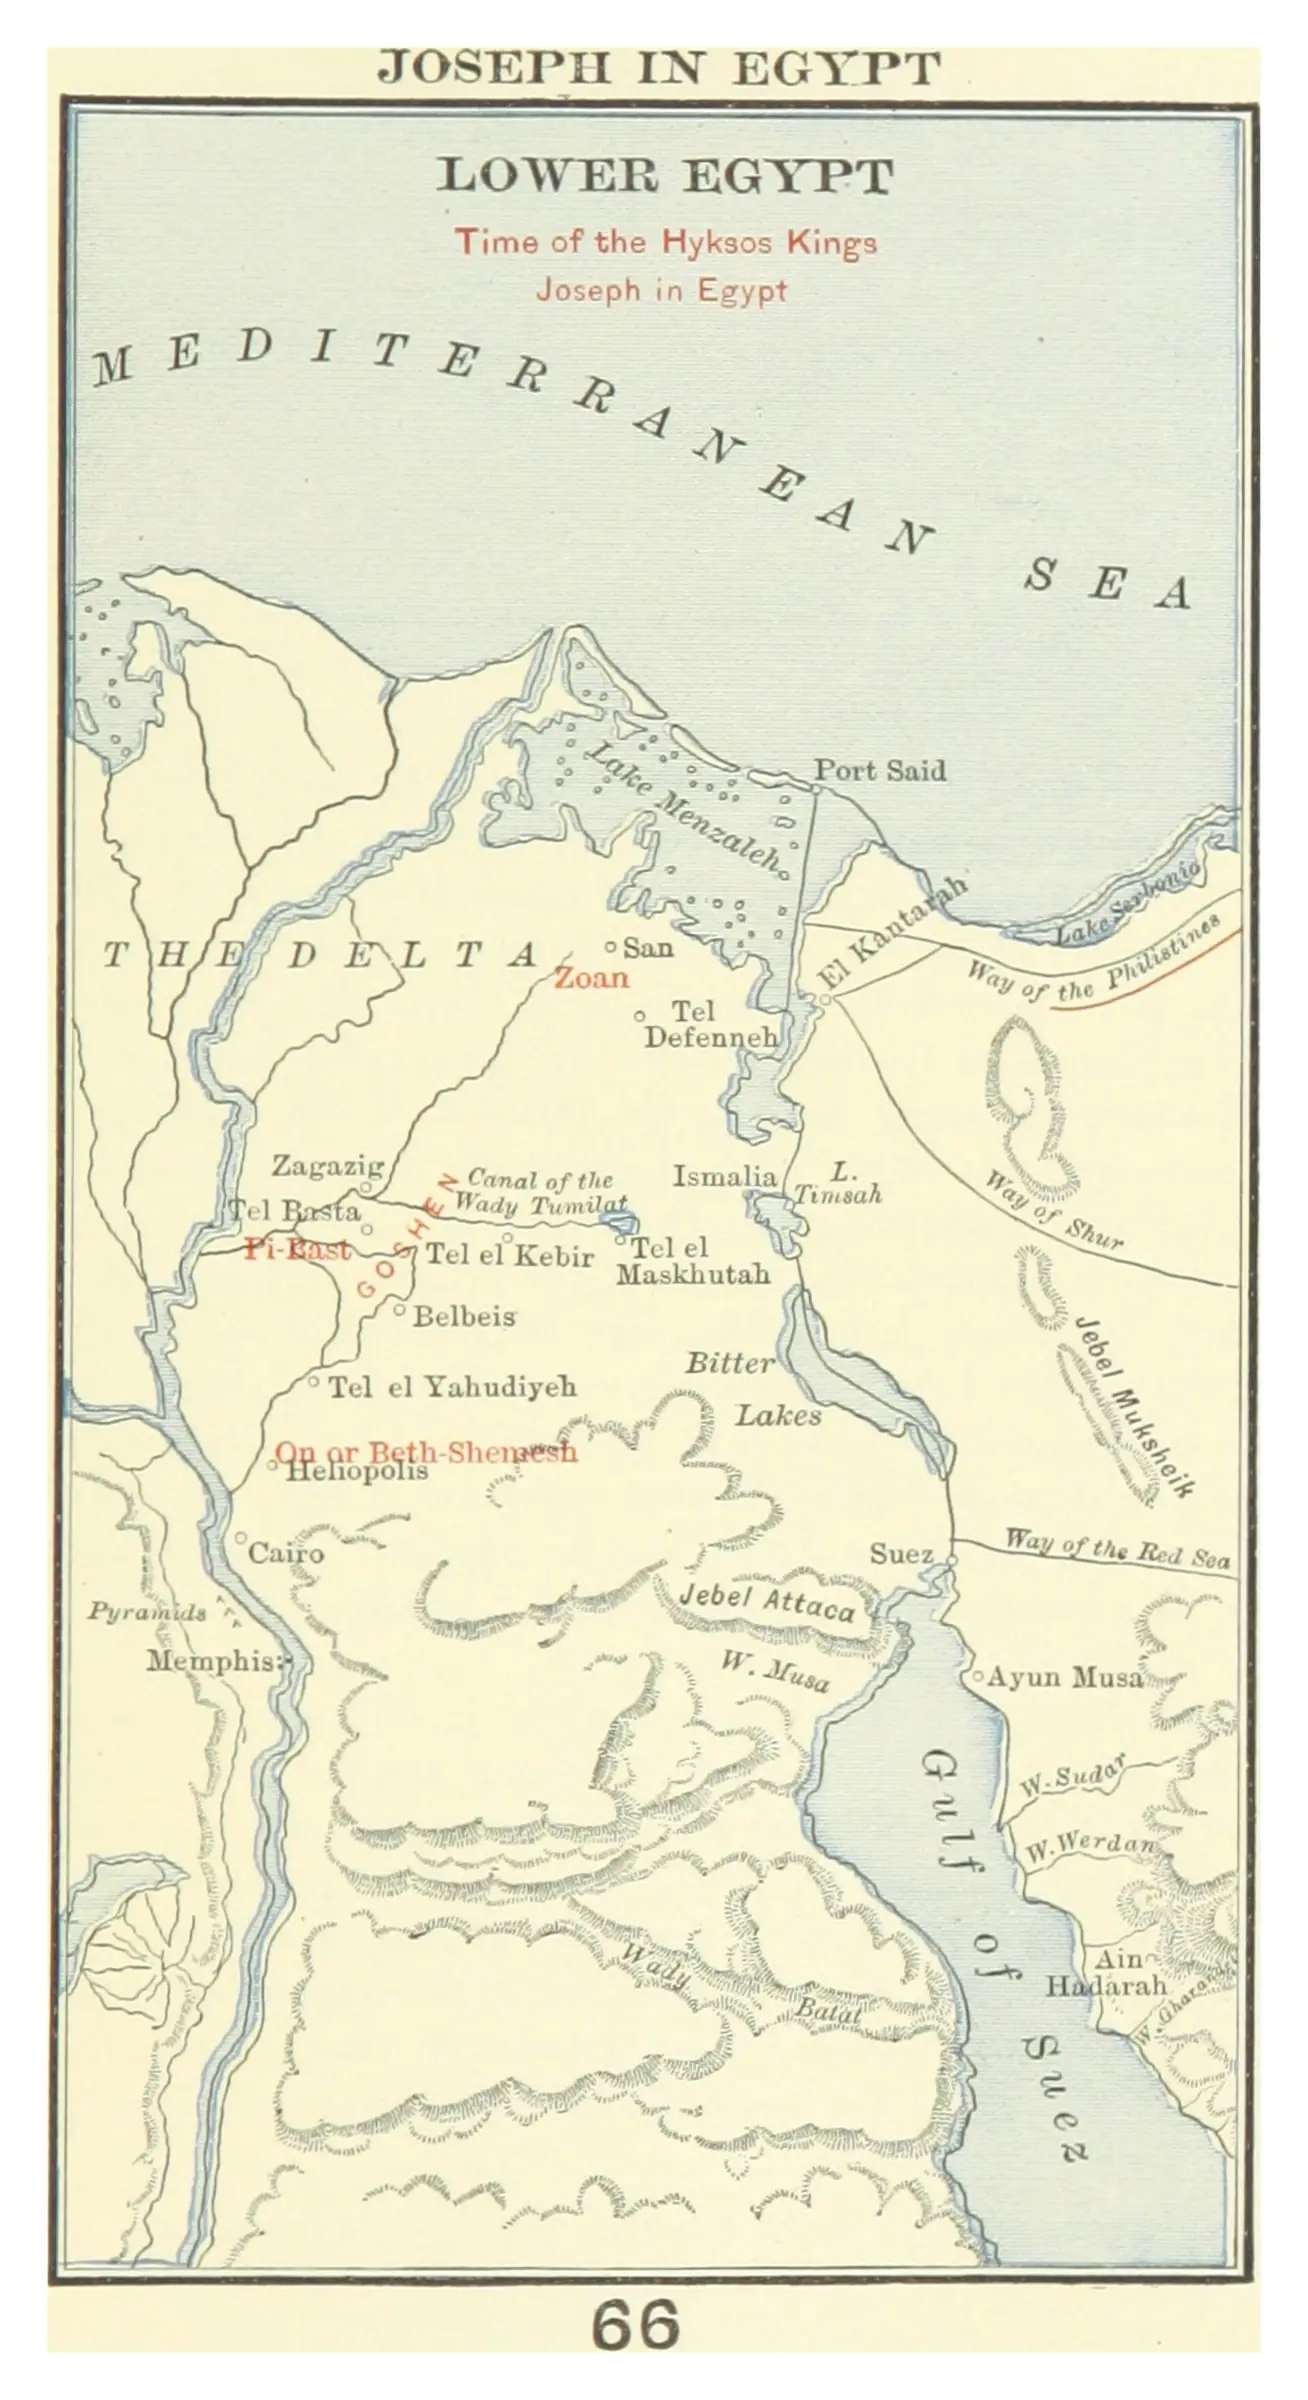 JOSEPH IN EGYPT
LOWER EGYPT
Time of the Hyksos Kings
Joseph in Egypt
MEDITERRANEAN SEA
Lake Menzaleh
Port Said
Lake Serbonio
El Kantarah
Way of the Philistines
THE DELTA
San
Zoan
Tel
Defenneh
Zagazig
Canal of the
Wady Tumilat
GOSHEN
Ismalia
L.
Timsah
Way of Shur
Tel Basta
Pi-Bast
Tel el Kebir
Tel el
Maskhutah
Belbeis
Jebel Muksheik
Bitter
Lakes
Tel el Yahudiyeh
On or Beth-Shemesh
Heliopolis
Cairo
Suez
Way of the Red Sea
Jebel Attaca
Pyramids
Memphis
W. Musa
Ayun Musa
Gulf of Suez
W. Sudar
W. Werdan
Wady Batat
Ain
Hadarah
W. Gharandel
66